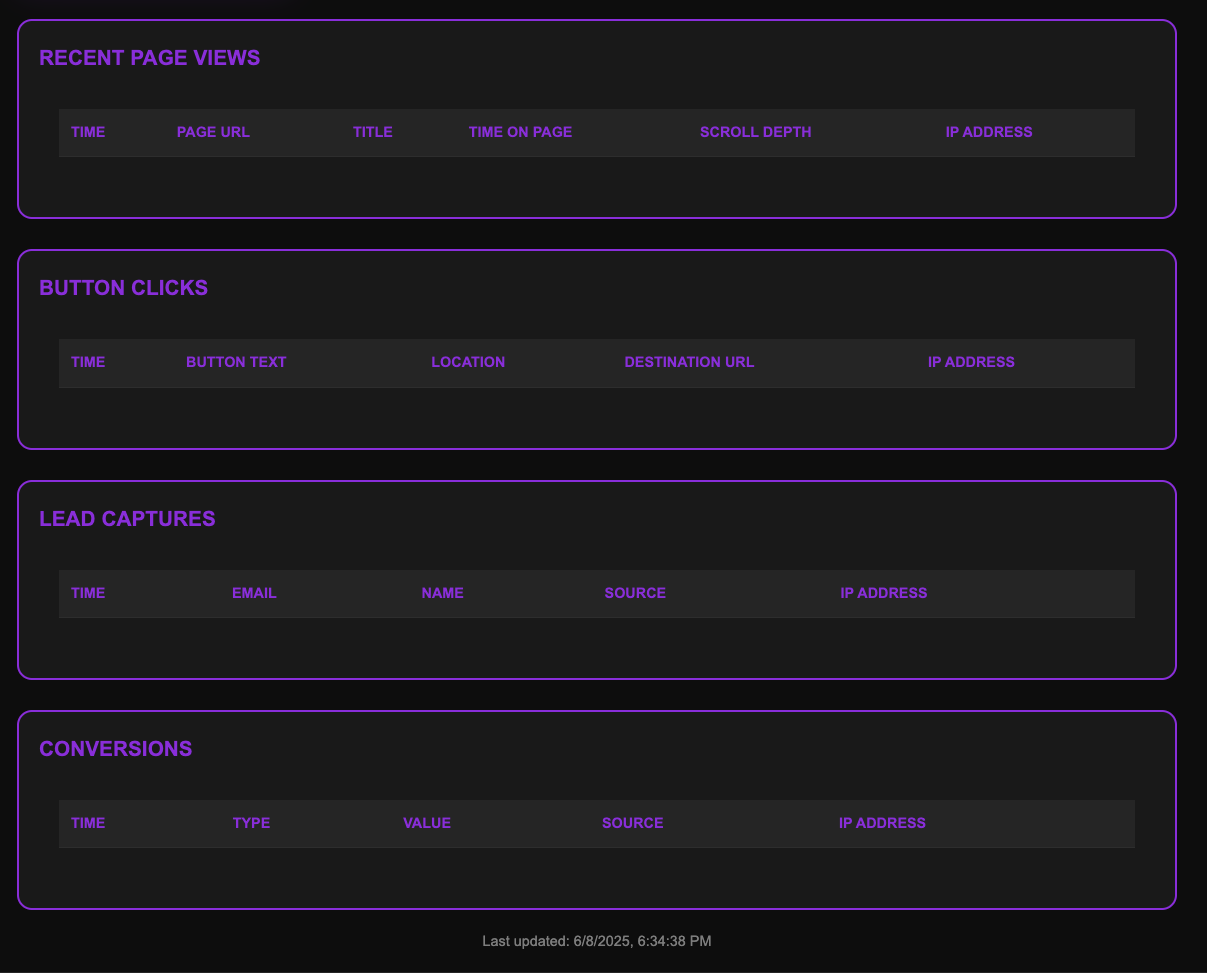 RECENT PAGE VIEWS
TIME PAGE URL TITLE TIME ON PAGE SCROLL DEPTH IP ADDRESS
BUTTON CLICKS
TIME BUTTON TEXT LOCATION DESTINATION URL IP ADDRESS
LEAD CAPTURES
TIME EMAIL NAME SOURCE IP ADDRESS
CONVERSIONS
TIME TYPE VALUE SOURCE IP ADDRESS
Last updated: 6/8/2025, 6:34:38 PM